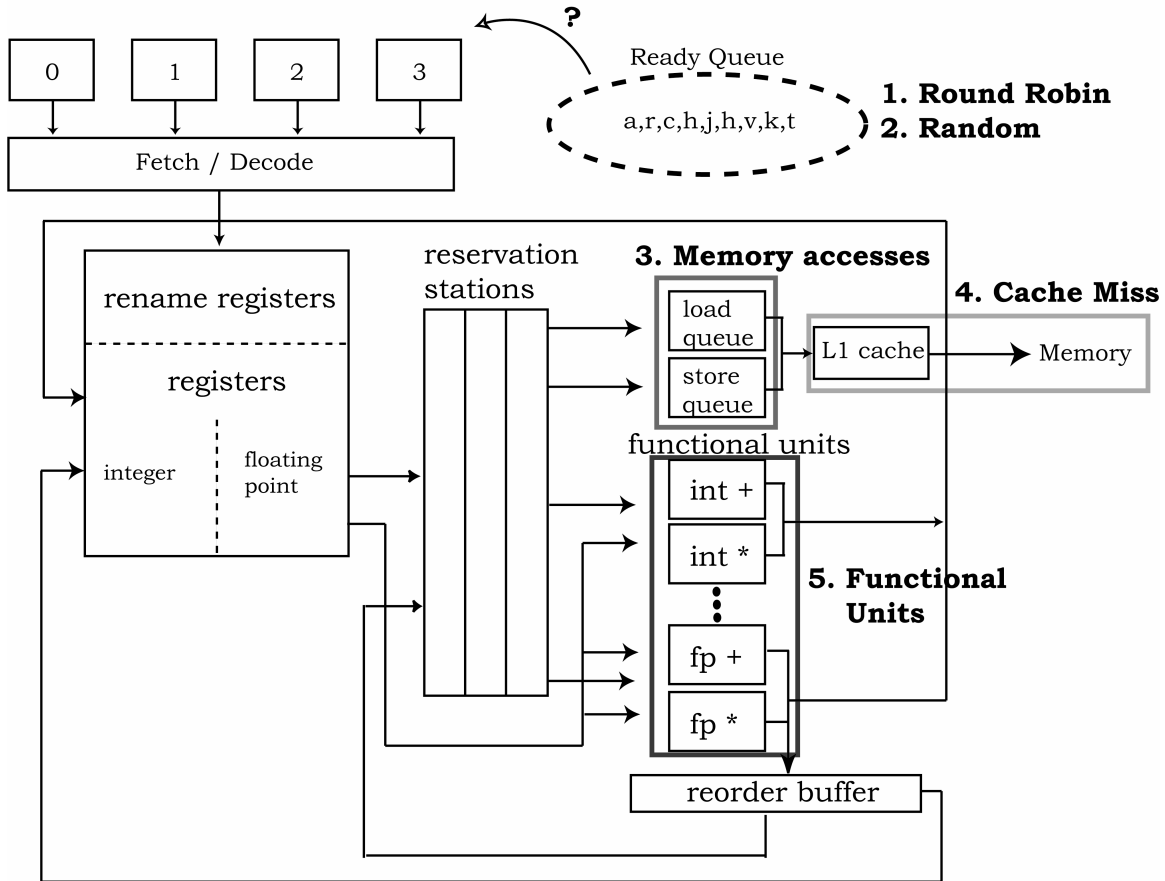 ?
0
1
2
3
Ready Queue
a,r,c,h,j,h,v,k,t
1. Round Robin
2. Random
Fetch / Decode
rename registers
registers
integer
floating
point
reservation
stations
3. Memory accesses
load
queue
store
queue
4. Cache Miss
L1 cache
Memory
functional units
int +
int *
fp +
fp *
5. Functional
Units
reorder buffer